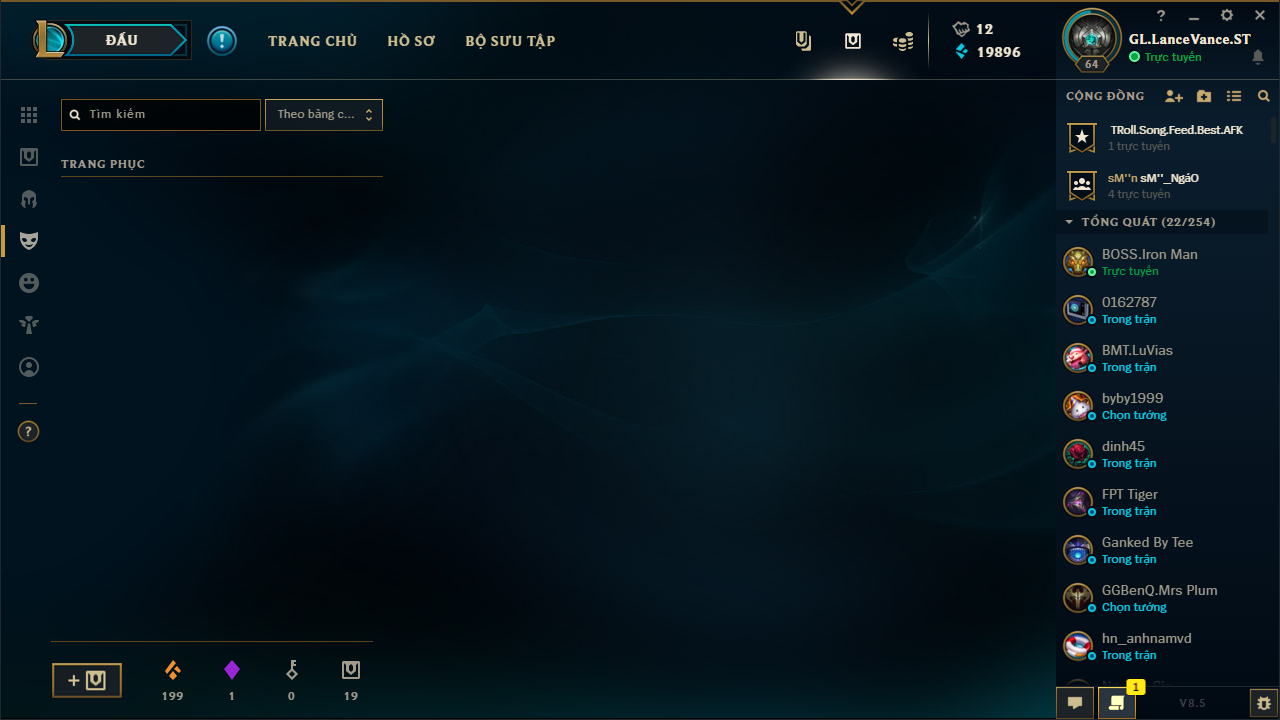 ĐẤU
TRANG CHỦ
HỒ SƠ
BỘ SƯU TẬP
12
19896
64
GL.LanceVance.ST
Trực tuyến
Tìm kiếm
Theo bảng c...
TRANG PHỤC
CỘNG ĐỒNG
TRoll.Song.Feed.Best.AFK
1 trực tuyến
sM''n sM''_NgáO
4 trực tuyến
TỔNG QUÁT (22/254)
BOSS.Iron Man
Trực tuyến
0162787
Trong trận
BMT.LuVias
Trong trận
byby1999
Chọn tướng
dinh45
Trong trận
FPT Tiger
Trong trận
Ganked By Tee
Trong trận
GGBenQ.Mrs Plum
Chọn tướng
hn_anhnamvd
Trong trận
199
1
0
19
1
V8.5